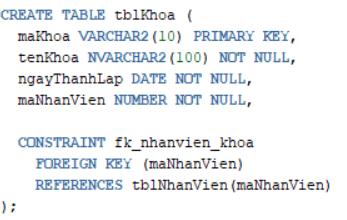 CREATE TABLE tblKhoa (
  maKhoa VARCHAR2(10) PRIMARY KEY,
  tenKhoa NVARCHAR2(100) NOT NULL,
  ngayThanhLap DATE NOT NULL,
  maNhanVien NUMBER NOT NULL,

  CONSTRAINT fk_nhanvien_khoa
    FOREIGN KEY (maNhanVien)
    REFERENCES tblNhanVien(maNhanVien)
);